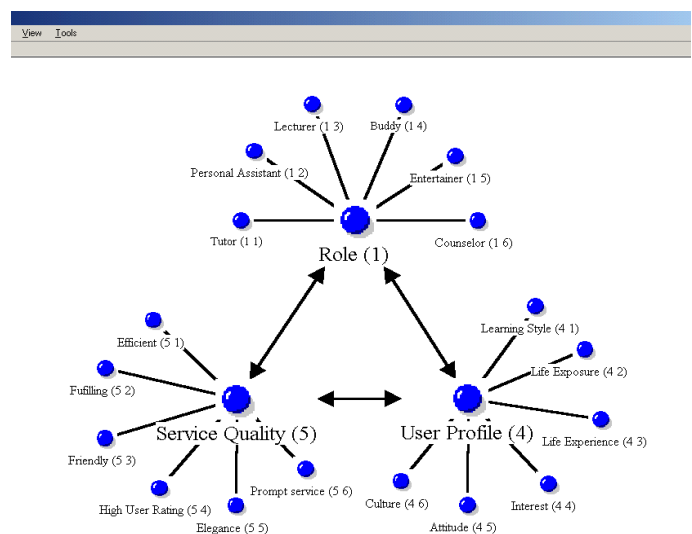 View Tools
Lecturer (1 3)
Buddy (1 4)
Personal Assistant (1 2)
Entertainer (1 5)
Tutor (1 1)
Counselor (1 6)
Role (1)
Efficient (5 1)
Learning Style (4 1)
Life Exposure (4 2)
Fufilling (5 2)
Service Quality (5)
User Profile (4)
Life Experience (4 3)
Friendly (5 3)
High User Rating (5 4)
Prompt service (5 6)
Elegance (5 5)
Culture (4 6)
Interest (4 4)
Attitude (4 5)